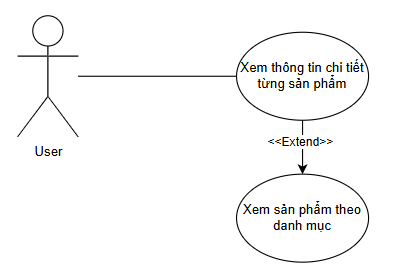 Xem thông tin chi tiết
từng sản phẩm
<<Extend>>
User
Xem sản phẩm theo
danh mục